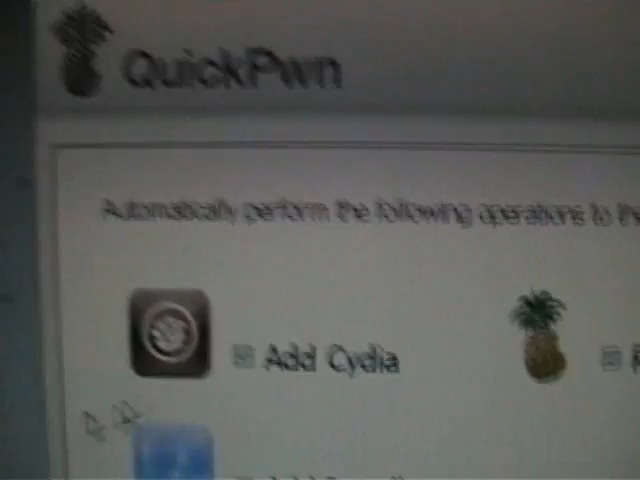 QuickPwn
Automatically perform the following operations to the
Add Cydia